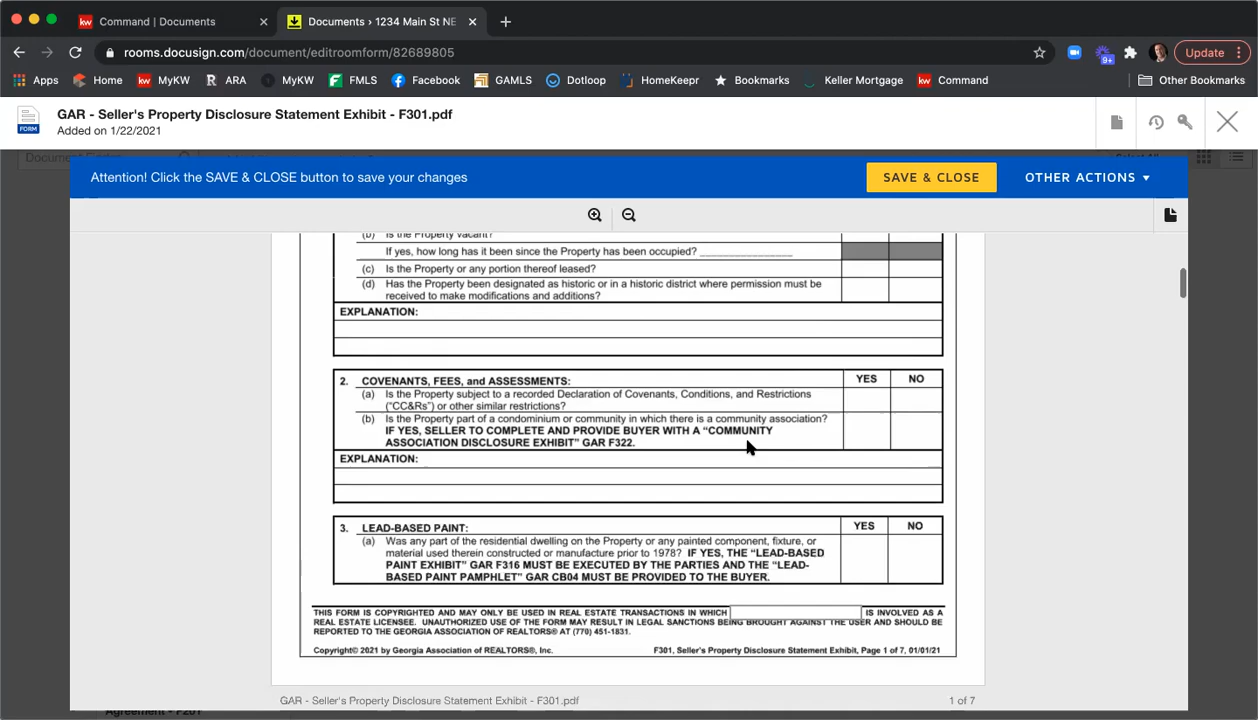 kw Command | Documents
Documents › 1234 Main St NE
rooms.docusign.com/document/editroomform/82689805
9+
Update
Apps
Home
kw MyKW
R ARA
MyKW
F FMLS
Facebook
GAMLS
Dotloop
HomeKeepr
Bookmarks
Keller Mortgage
kw Command
Other Bookmarks
FORM
GAR - Seller's Property Disclosure Statement Exhibit - F301.pdf
Added on 1/22/2021
Attention! Click the SAVE & CLOSE button to save your changes
SAVE & CLOSE
OTHER ACTIONS
(b) Is the Property vacant?
If yes, how long has it been since the Property has been occupied? ________________
(c) Is the Property or any portion thereof leased?
(d) Has the Property been designated as historic or in a historic district where permission must be
received to make modifications and additions?
EXPLANATION:
2. COVENANTS, FEES, and ASSESSMENTS: YES NO
(a) Is the Property subject to a recorded Declaration of Covenants, Conditions, and Restrictions
("CC&Rs") or other similar restrictions?
(b) Is the Property part of a condominium or community in which there is a community association?
IF YES, SELLER TO COMPLETE AND PROVIDE BUYER WITH A "COMMUNITY
ASSOCIATION DISCLOSURE EXHIBIT" GAR F322.
EXPLANATION:
3. LEAD-BASED PAINT: YES NO
(a) Was any part of the residential dwelling on the Property or any painted component, fixture, or
material used therein constructed or manufacture prior to 1978? IF YES, THE "LEAD-BASED
PAINT EXHIBIT" GAR F316 MUST BE EXECUTED BY THE PARTIES AND THE "LEAD-
BASED PAINT PAMPHLET" GAR CB04 MUST BE PROVIDED TO THE BUYER.
THIS FORM IS COPYRIGHTED AND MAY ONLY BE USED IN REAL ESTATE TRANSACTIONS IN WHICH IS INVOLVED AS A
REAL ESTATE LICENSEE. UNAUTHORIZED USE OF THE FORM MAY RESULT IN LEGAL SANCTIONS BEING BROUGHT AGAINST THE USER AND SHOULD BE
REPORTED TO THE GEORGIA ASSOCIATION OF REALTORS® AT (770) 451-1831.
Copyright© 2021 by Georgia Association of REALTORS®, Inc. F301, Seller's Property Disclosure Statement Exhibit, Page 1 of 7, 01/01/21
GAR - Seller's Property Disclosure Statement Exhibit - F301.pdf 1 of 7
Agreement - F201